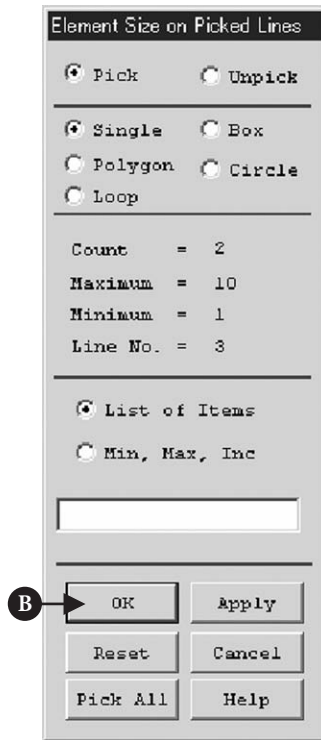 Element Size on Picked Lines
Pick Unpick
Single Box
Polygon Circle
Loop
Count = 2
Maximum = 10
Minimum = 1
Line No. = 3
List of Items
Min, Max, Inc
B OK Apply
Reset Cancel
Pick All Help